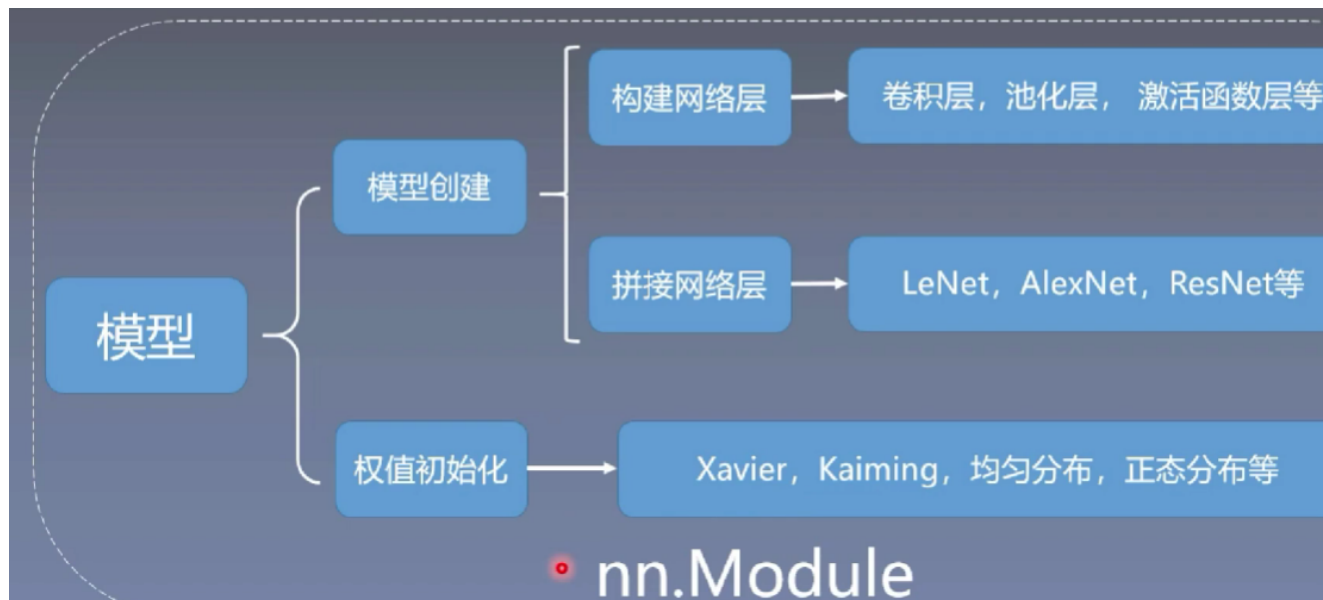 模型
模型创建
构建网络层
卷积层，池化层， 激活函数层等
拼接网络层
LeNet，AlexNet，ResNet等
权值初始化
Xavier，Kaiming，均匀分布，正态分布等
nn.Module